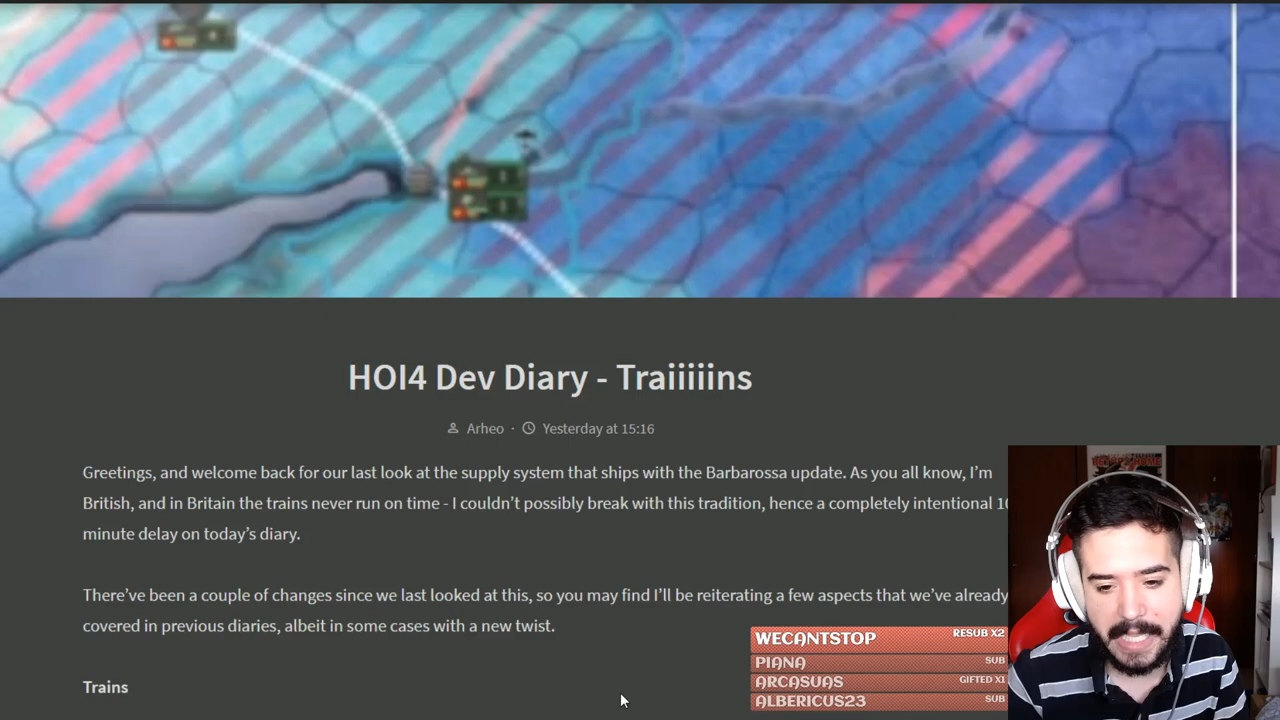 HOI4 Dev Diary - Traiiiiins
Arheo · Yesterday at 15:16
Greetings, and welcome back for our last look at the supply system that ships with the Barbarossa update. As you all know, I’m
British, and in Britain the trains never run on time - I couldn’t possibly break with this tradition, hence a completely intentional
minute delay on today’s diary.
There’ve been a couple of changes since we last looked at this, so you may find I’ll be reiterating a few aspects that we’ve already
covered in previous diaries, albeit in some cases with a new twist.
WECANTSTOP RESUB X2
PIANA SUB
ARCASUAS GIFTED X1
ALBERICUS23 SUB
Trains